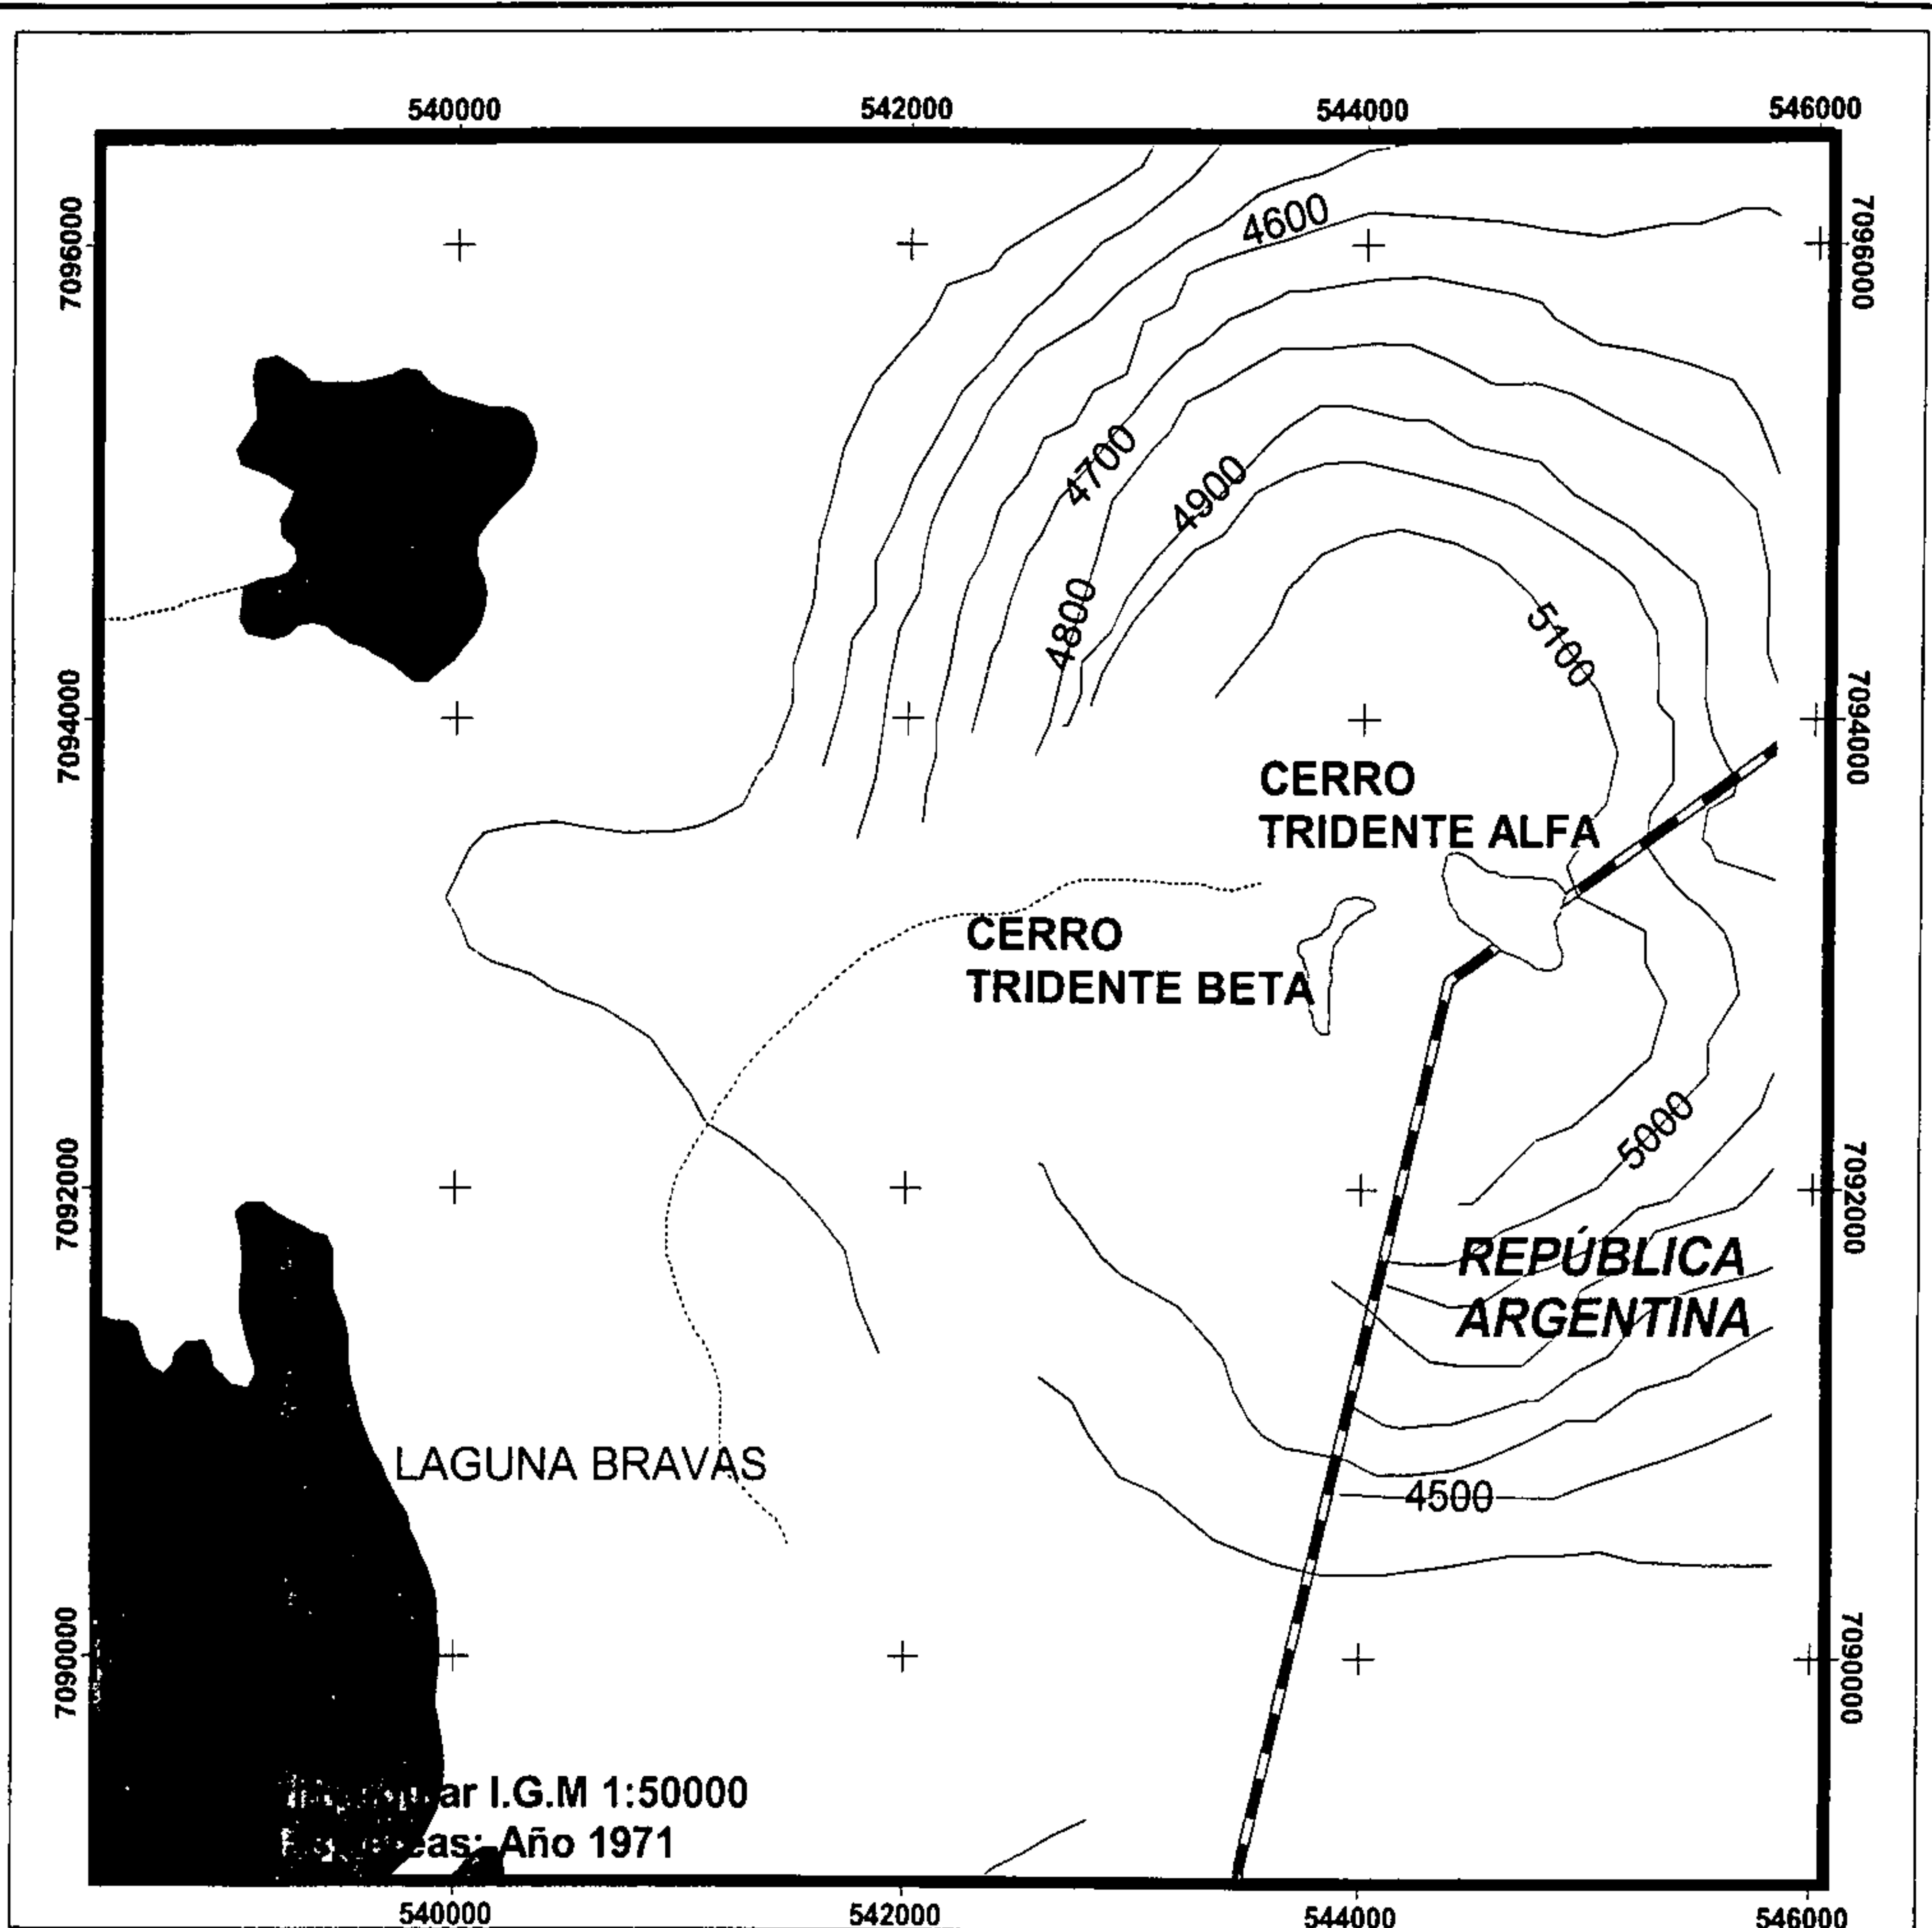 540000 542000 544000 546000
7096000 7096000
4600
4700
4900
4800
5100
7094000 7094000
CERRO
TRIDENTE ALFA
CERRO
TRIDENTE BETA
5000
7092000 7092000
REPÚBLICA
ARGENTINA
LAGUNA BRAVAS
4500
7090000 7090000
I.G.M 1:50000
Año 1971
540000 542000 544000 546000